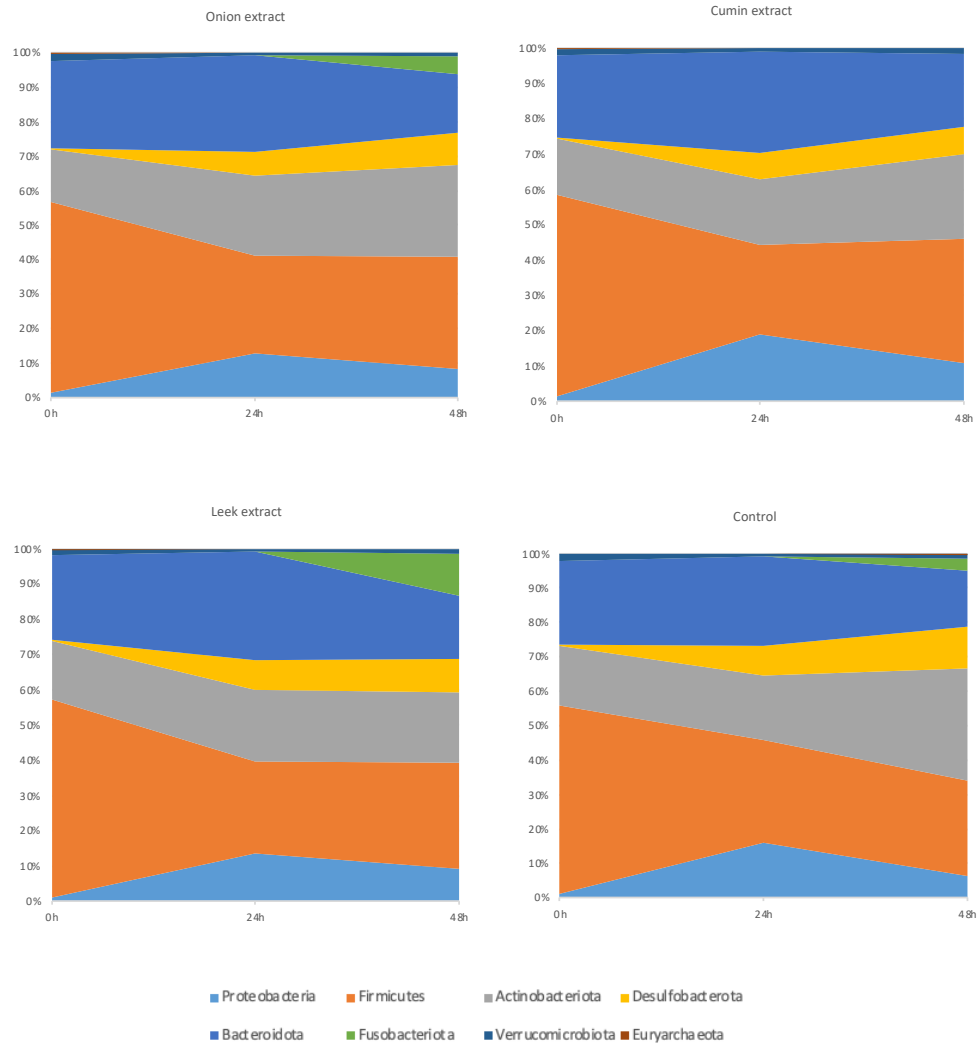 Onion extract
100%
90%
80%
70%
60%
50%
40%
30%
20%
10%
0%
0h
24h
48h
Cumin extract
100%
90%
80%
70%
60%
50%
40%
30%
20%
10%
0%
0h
24h
48h
Leek extract
100%
90%
80%
70%
60%
50%
40%
30%
20%
10%
0%
0h
24h
48h
Control
100%
90%
80%
70%
60%
50%
40%
30%
20%
10%
0%
0h
24h
48h
Proteobacteria Firmicutes Actinobacteriota Desulfobacterota
Bacteroidota Fusobacteriota Verrucomicrobiota Euryarchaeota